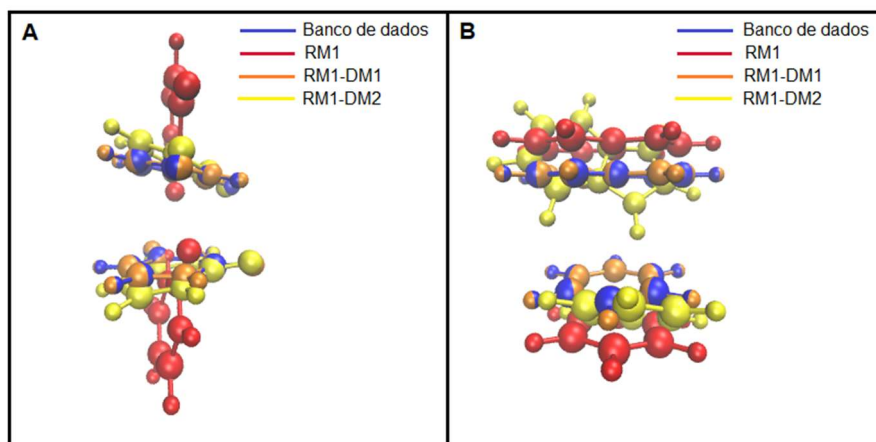 A
Banco de dados
RM1
RM1-DM1
RM1-DM2
B
Banco de dados
RM1
RM1-DM1
RM1-DM2